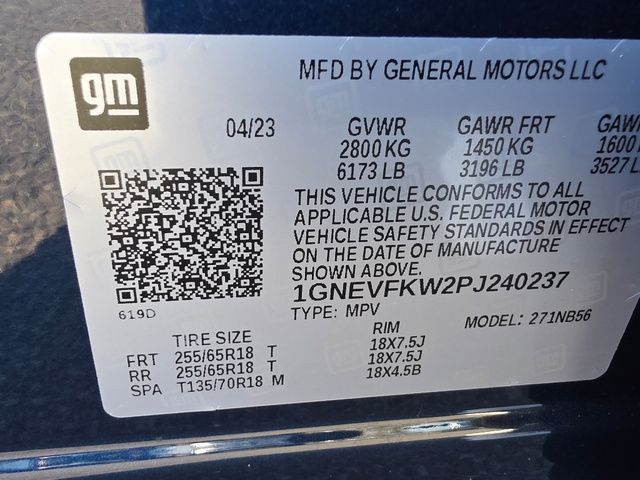 gm
MFD BY GENERAL MOTORS LLC
04/23 GVWR GAWR FRT GAW
2800 KG 1450 KG 1600
6173 LB 3196 LB 3527 L
THIS VEHICLE CONFORMS TO ALL
APPLICABLE U.S. FEDERAL MOTOR
VEHICLE SAFETY STANDARDS IN EFFECT
ON THE DATE OF MANUFACTURE
SHOWN ABOVE.
1GNEVFKW2PJ240237
619D
TYPE: MPV MODEL: 271NB56
TIRE SIZE RIM
FRT 255/65R18 T 18X7.5J
RR 255/65R18 T 18X7.5J
SPA T135/70R18 M 18X4.5B